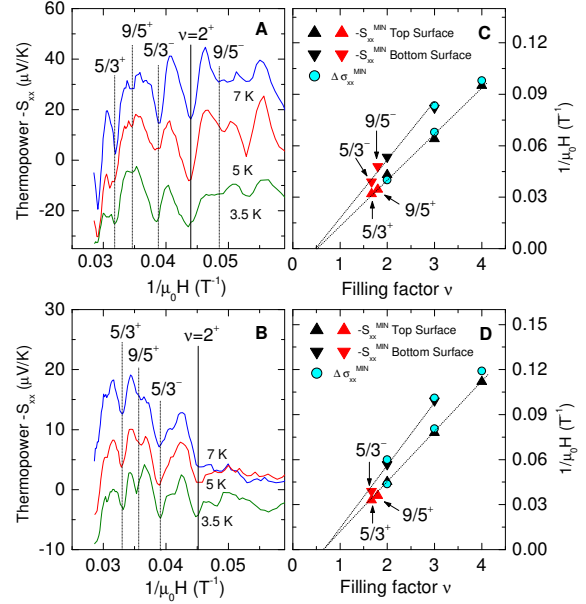 A
9/5⁺
ν=2⁺
5/3⁻
9/5⁻
5/3⁺
7 K
5 K
3.5 K
60
40
20
0
-20
Thermopower -Sₓₓ (μV/K)
0.03 0.04 0.05
1/μ₀H (T⁻¹)
C
-Sₓₓᴹᴵᴺ Top Surface
-Sₓₓᴹᴵᴺ Bottom Surface
Δσₓₓᴹᴵᴺ
9/5⁻
5/3⁻
9/5⁺
5/3⁺
0.12
0.09
0.06
0.03
0.00
1/μ₀H (T⁻¹)
0 1 2 3 4 5
Filling factor ν
B
5/3⁺
9/5⁺
ν=2⁺
5/3⁻
7 K
5 K
3.5 K
30
20
10
0
-10
Thermopower -Sₓₓ (μV/K)
0.03 0.04 0.05
1/μ₀H (T⁻¹)
D
-Sₓₓᴹᴵᴺ Top Surface
-Sₓₓᴹᴵᴺ Bottom Surface
Δσₓₓᴹᴵᴺ
5/3⁻
9/5⁺
5/3⁺
0.15
0.12
0.09
0.06
0.03
0.00
1/μ₀H (T⁻¹)
0 1 2 3 4 5
Filling factor ν